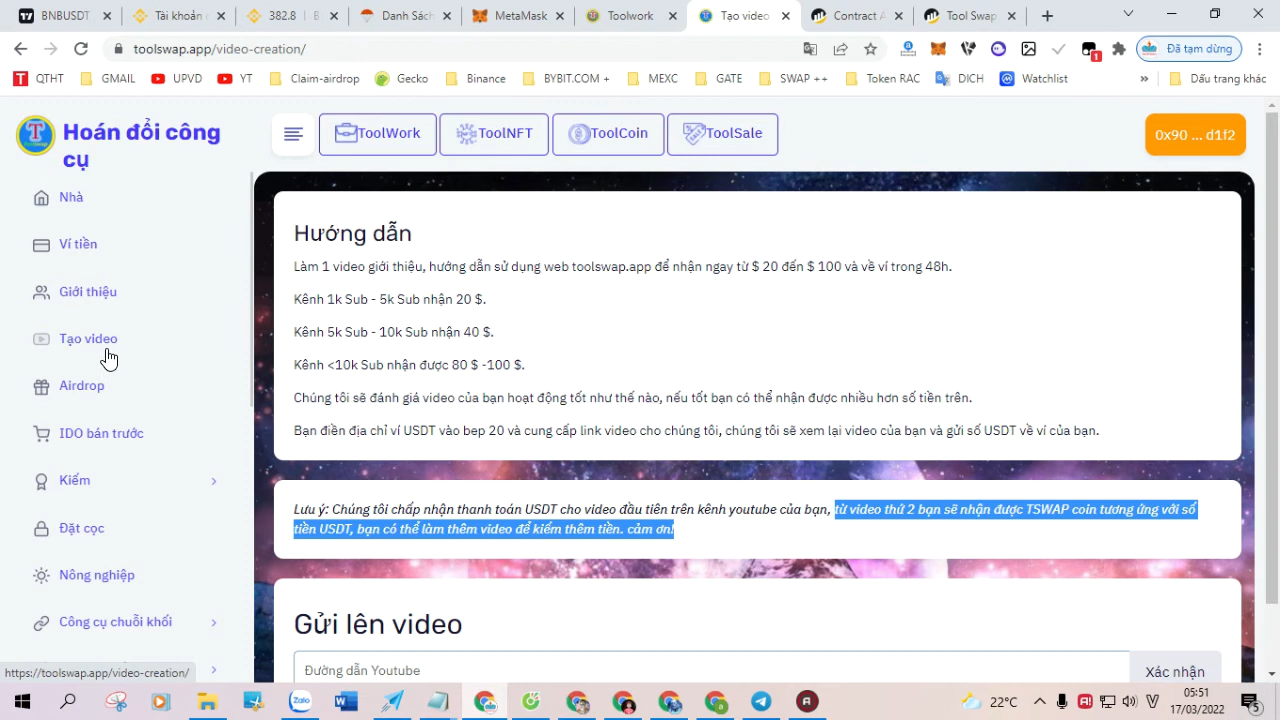 BNBUSDT
Tài khoản
382.8 | B
Danh Sách
MetaMask
Toolwork
Tạo video
Contract A
Tool Swap
toolswap.app/video-creation/
Đã tạm dừng
1
QTHT
GMAIL
UPVD
YT
Claim-airdrop
Gecko
Binance
BYBIT.COM +
MEXC
GATE
SWAP ++
Token RAC
DICH
Watchlist
»
Dấu trang khác
Hoán đổi công
cụ
ToolWork
ToolNFT
ToolCoin
ToolSale
0x90 ... d1f2
Nhà
Ví tiền
Giới thiệu
Tạo video
Airdrop
IDO bán trước
Kiếm
Đặt cọc
Nông nghiệp
Công cụ chuỗi khối
Hướng dẫn
Làm 1 video giới thiệu, hướng dẫn sử dụng web toolswap.app để nhận ngay từ $ 20 đến $ 100 và về ví trong 48h.
Kênh 1k Sub - 5k Sub nhận 20 $.
Kênh 5k Sub - 10k Sub nhận 40 $.
Kênh <10k Sub nhận được 80 $ -100 $.
Chúng tôi sẽ đánh giá video của bạn hoạt động tốt như thế nào, nếu tốt bạn có thể nhận được nhiều hơn số tiền trên.
Bạn điền địa chỉ ví USDT vào bep 20 và cung cấp link video cho chúng tôi, chúng tôi sẽ xem lại video của bạn và gửi số USDT về ví của bạn.
Lưu ý: Chúng tôi chấp nhận thanh toán USDT cho video đầu tiên trên kênh youtube của bạn, từ video thứ 2 bạn sẽ nhận được TSWAP coin tương ứng với số
tiền USDT, bạn có thể làm thêm video để kiếm thêm tiền. cảm ơn!
Gửi lên video
Đường dẫn Youtube
Xác nhận
https://toolswap.app/video-creation/
Zalo
22°C
05:51
17/03/2022
5